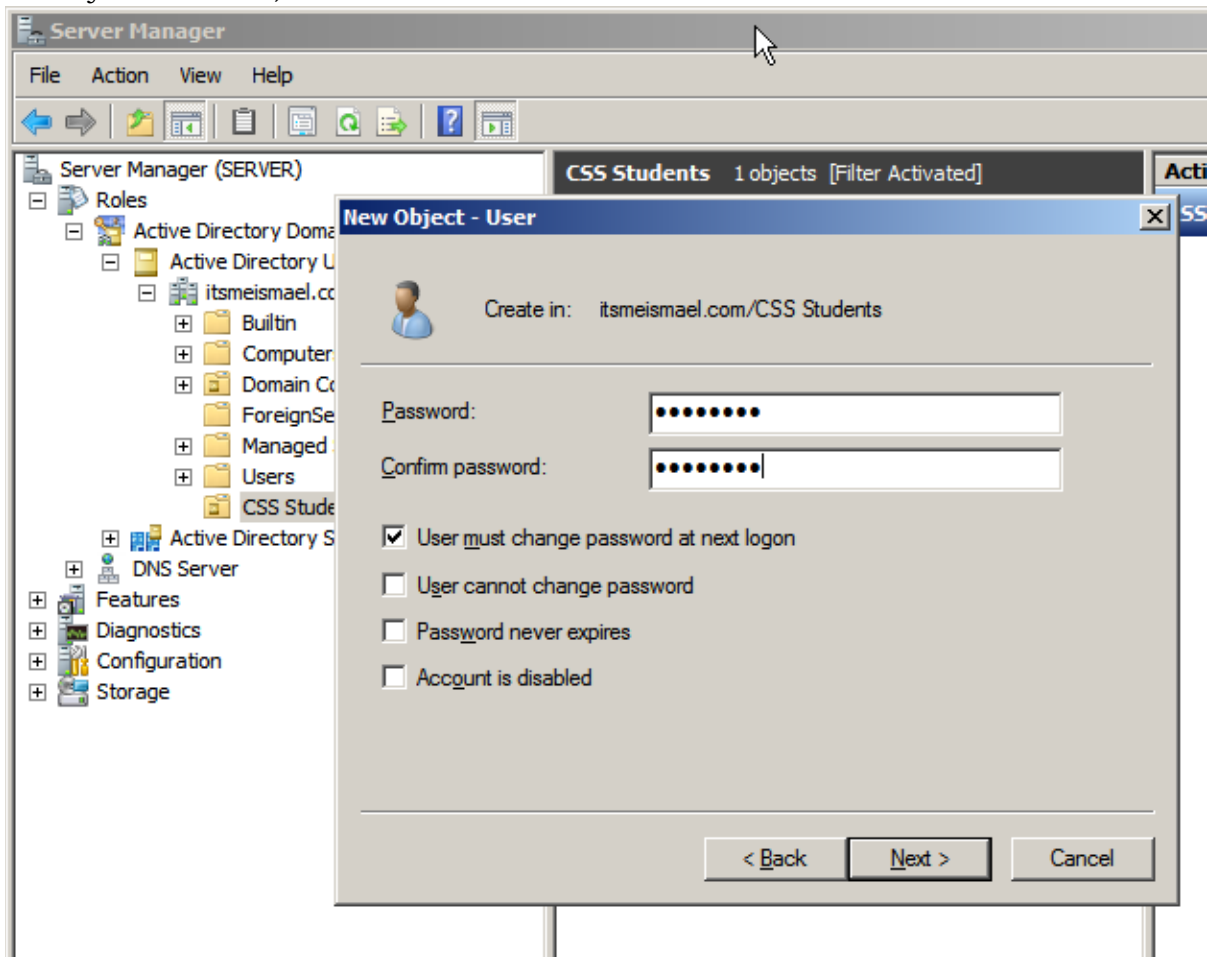 Server Manager
File Action View Help
Server Manager (SERVER)
CSS Students 1 objects [Filter Activated]
Acti
Roles
New Object - User
SS
Active Directory Doma
Active Directory U
itsmeismael.co
Create in: itsmeismael.com/CSS Students
Builtin
Computer
Domain Co
ForeignSe
Password:
Managed
Confirm password:
Users
CSS Stude
Active Directory S
User must change password at next logon
DNS Server
User cannot change password
Features
Diagnostics
Password never expires
Configuration
Account is disabled
Storage
< Back Next > Cancel